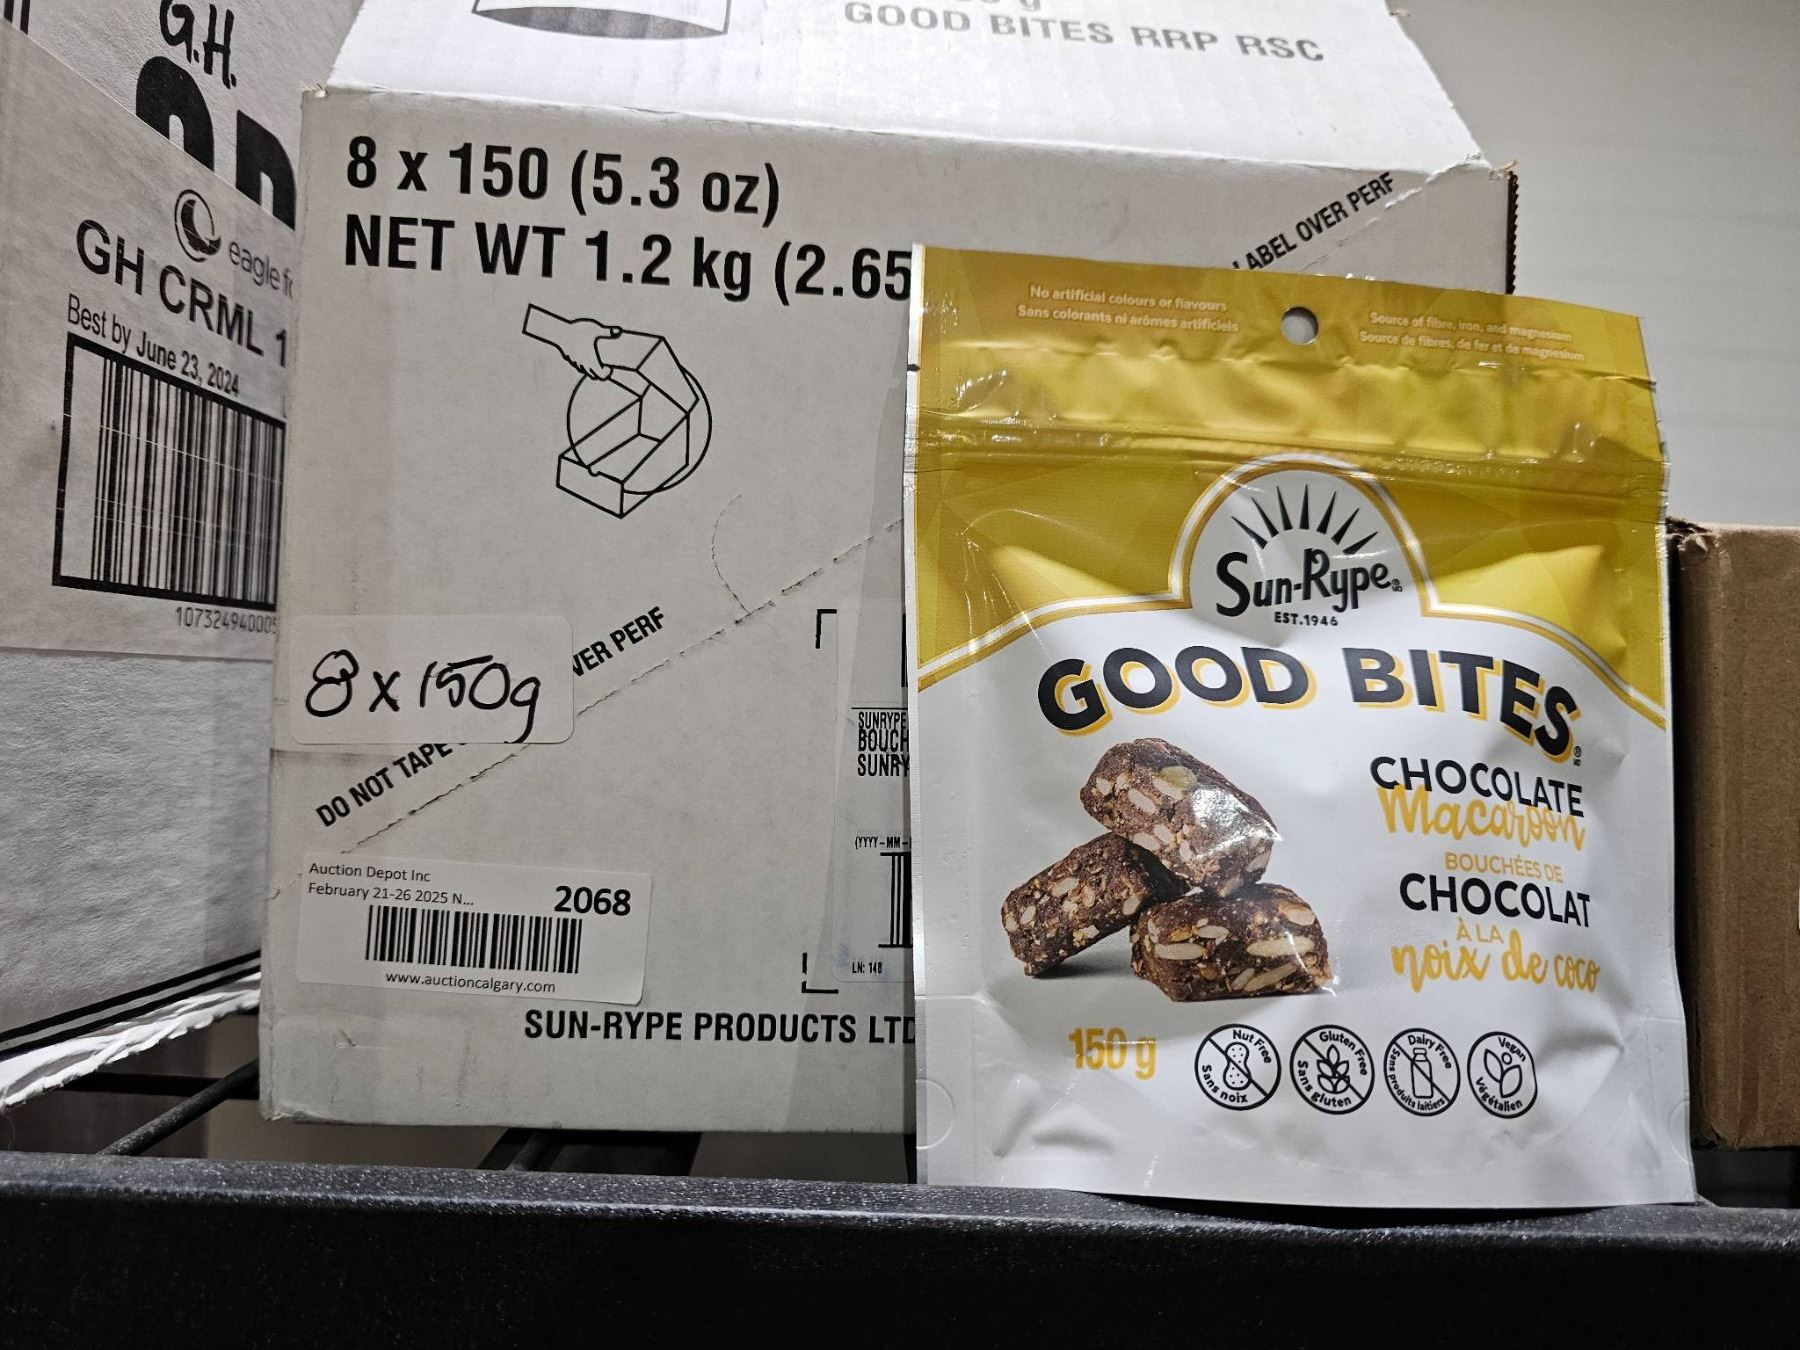 G.H.
eagle
GH CRML 1
Best by June 23, 2024
GOOD BITES RRP RSC
8 x 150 (5.3 oz)
NET WT 1.2 kg (2.65
LABEL OVER PERF
8 x 150g
VER PERF
DO NOT TAPE
SUNRYPE
BOUCH
SUNRY
(YYYY-MM-
LN: 148
Auction Depot Inc
February 21-26 2025 N...
2068
www.auctioncalgary.com
SUN-RYPE PRODUCTS LTD
No artificial colours or flavours
Sans colorants ni arômes artificiels
Source of fibre, iron, and magnesium
Source de fibres, de fer et de magnésium
Sun-Rype
EST.1946
GOOD BITES
CHOCOLATE
Macaroon
BOUCHÉES DE
CHOCOLAT
À LA
noix de coco
150 g
Nut Free
Sans noix
Gluten Free
Sans gluten
Dairy Free
Sans produits laitiers
Vegan
Végétalien